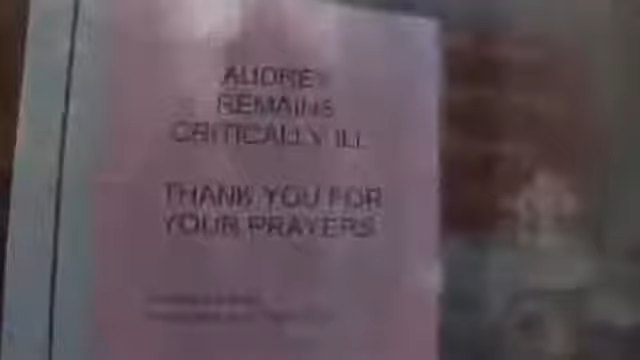 AUDREY
REMAINS
CRITICALLY ILL
THANK YOU FOR
YOUR PRAYERS